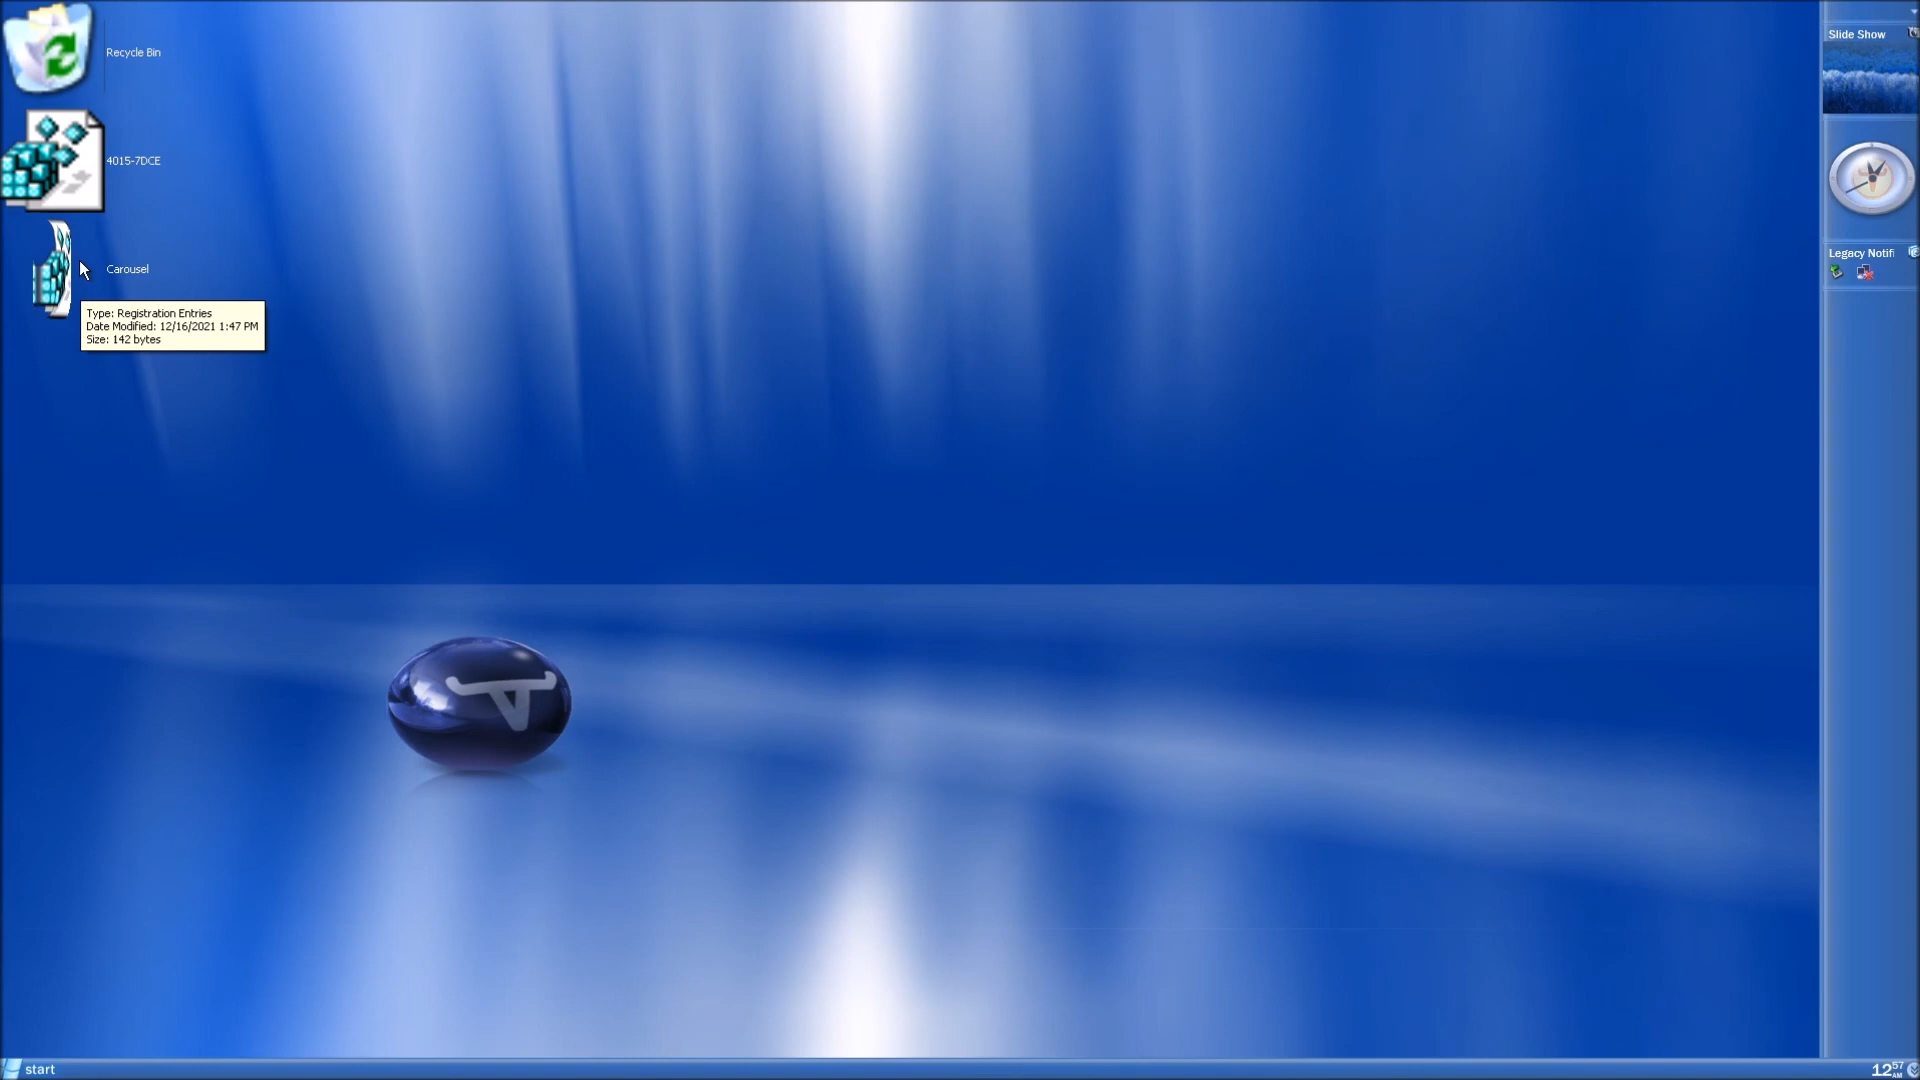 Recycle Bin
4015-7DCE
Carousel
Type: Registration Entries
Date Modified: 12/16/2021 1:47 PM
Size: 142 bytes
Slide Show
Legacy Notifi
start
12 57 AM